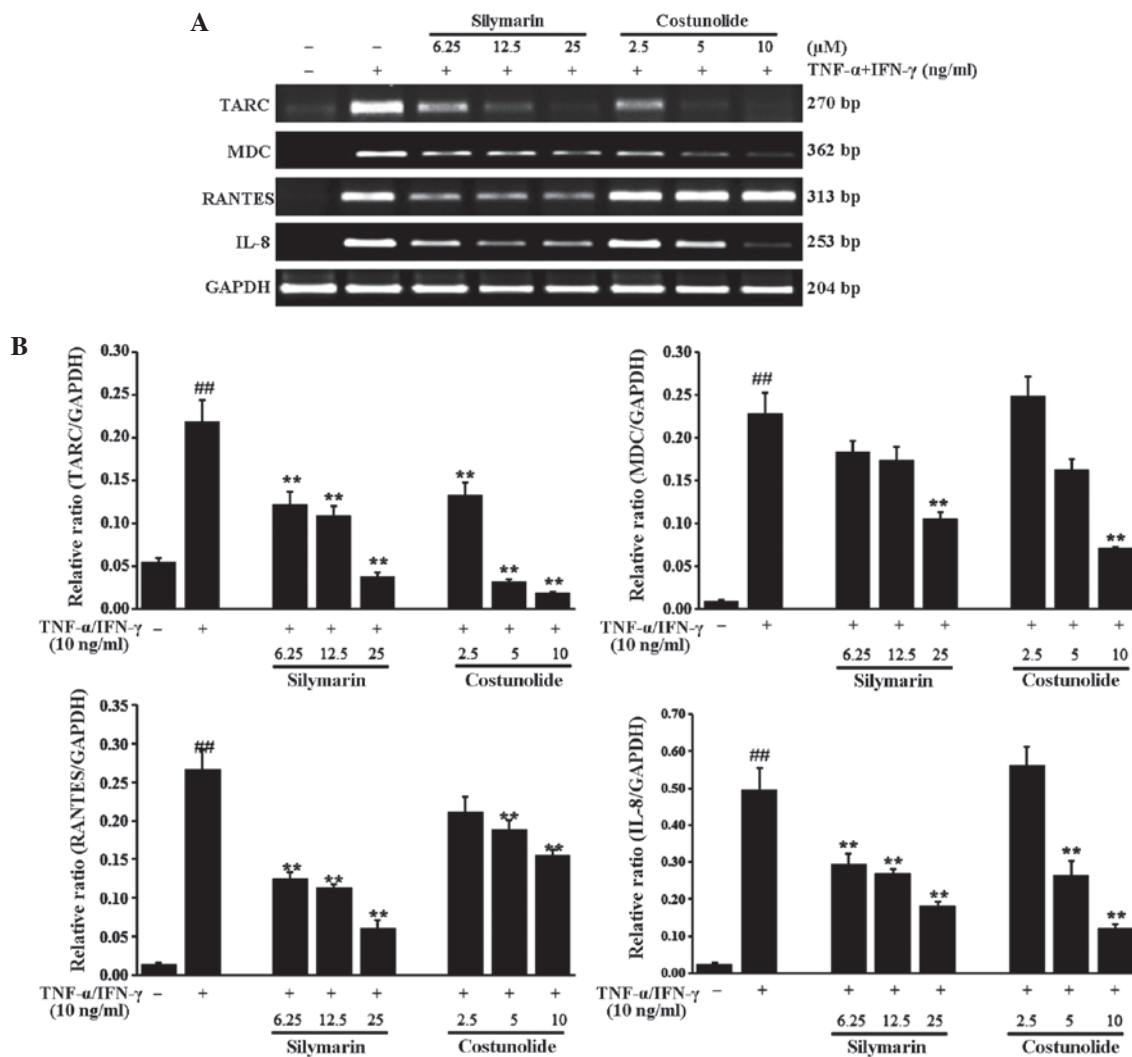 A
Silymarin Costunolide
– – 6.25 12.5 25 2.5 5 10 (µM)
– + + + + + + + TNF-α+IFN-γ (ng/ml)
TARC 270 bp
MDC 362 bp
RANTES 313 bp
IL-8 253 bp
GAPDH 204 bp
B
Relative ratio (TARC/GAPDH)
0.30
0.25
0.20
0.15
0.10
0.05
0.00
## ** ** ** ** ** **
TNF-α/IFN-γ – + + + + + + +
(10 ng/ml)
6.25 12.5 25 2.5 5 10
Silymarin Costunolide
Relative ratio (MDC/GAPDH)
0.30
0.25
0.20
0.15
0.10
0.05
0.00
## ** **
TNF-α/IFN-γ – + + + + + + +
(10 ng/ml)
6.25 12.5 25 2.5 5 10
Silymarin Costunolide
Relative ratio (RANTES/GAPDH)
0.35
0.30
0.25
0.20
0.15
0.10
0.05
0.00
## ** ** ** ** **
TNF-α/IFN-γ – + + + + + + +
(10 ng/ml)
6.25 12.5 25 2.5 5 10
Silymarin Costunolide
Relative ratio (IL-8/GAPDH)
0.70
0.60
0.50
0.40
0.30
0.20
0.10
0.00
## ** ** ** ** **
TNF-α/IFN-γ – + + + + + + +
(10 ng/ml)
6.25 12.5 25 2.5 5 10
Silymarin Costunolide